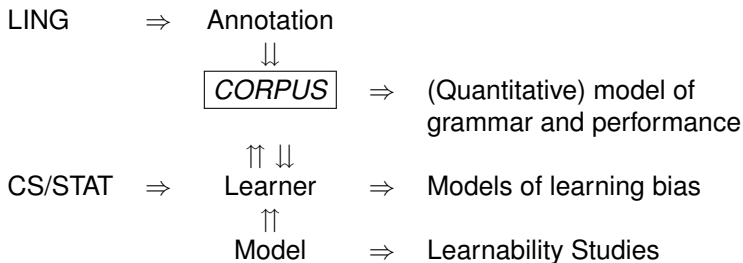 LING ⇒ Annotation
⇊
CORPUS ⇒ (Quantitative) model of
grammar and performance
⇈ ⇊
CS/STAT ⇒ Learner ⇒ Models of learning bias
⇈
Model ⇒ Learnability Studies